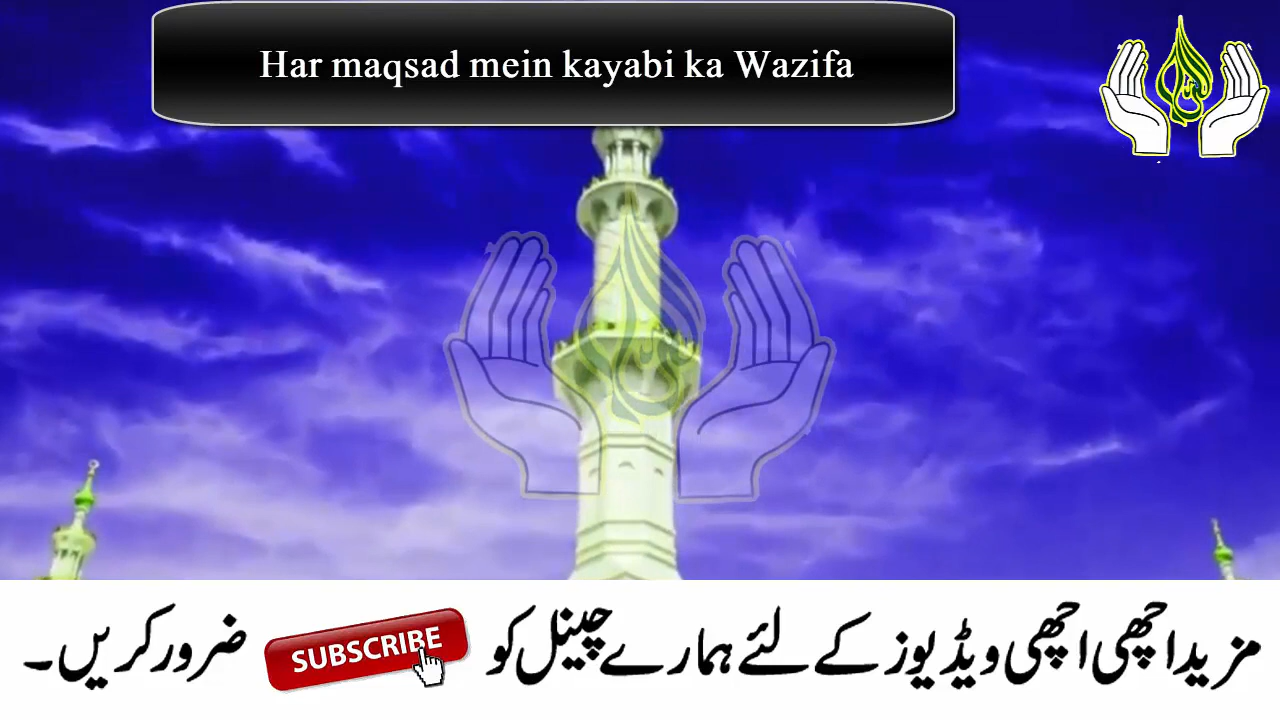 Har maqsad mein kayabi ka Wazifa
مزید اچھی اچھی ویڈیوز کے لئے ہمارے چینل کو SUBSCRIBE ضرور کریں۔